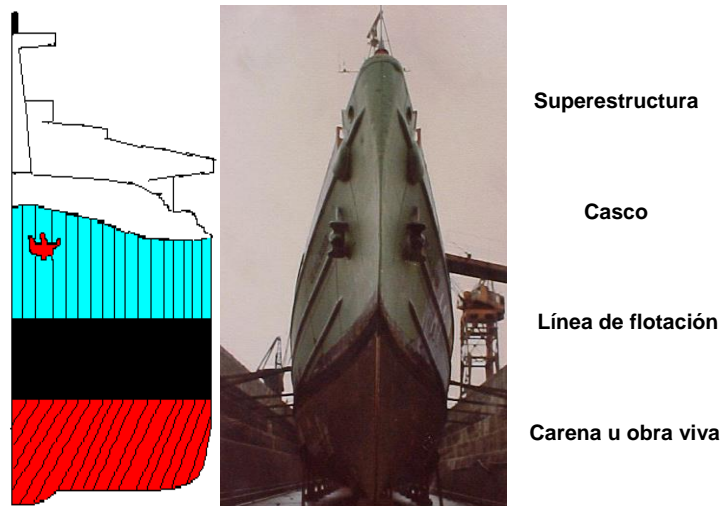 Superestructura
Casco
Línea de flotación
Carena u obra viva